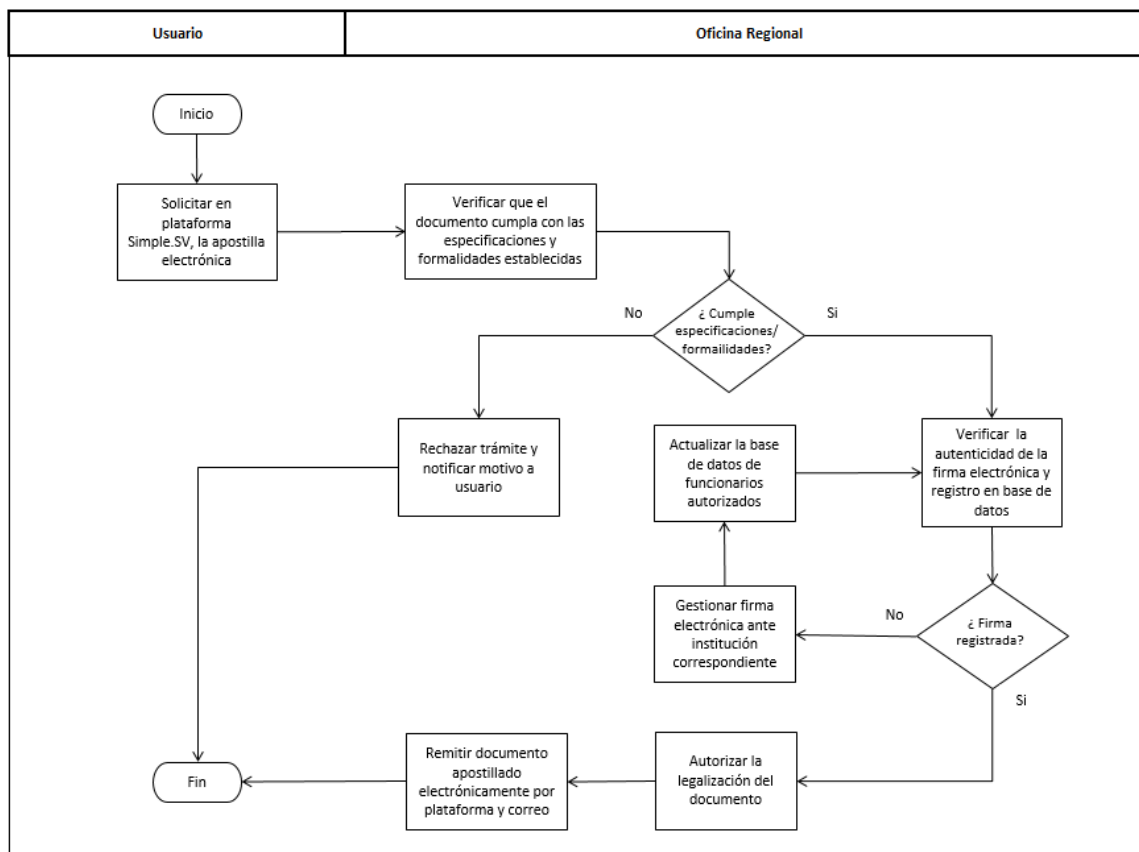 Usuario
Oficina Regional
Inicio
Solicitar en
plataforma
Simple.SV, la apostilla
electrónica
Verificar que el
documento cumpla con las
especificaciones y
formalidades establecidas
¿ Cumple
especificaciones/
formailidades?
No
Si
Rechazar trámite y
notificar motivo a
usuario
Actualizar la base
de datos de
funcionarios
autorizados
Verificar la
autenticidad de la
firma electrónica y
registro en base de
datos
Gestionar firma
electrónica ante
institución
correspondiente
No
¿ Firma
registrada?
Si
Fin
Remitir documento
apostillado
electrónicamente por
plataforma y correo
Autorizar la
legalización del
documento